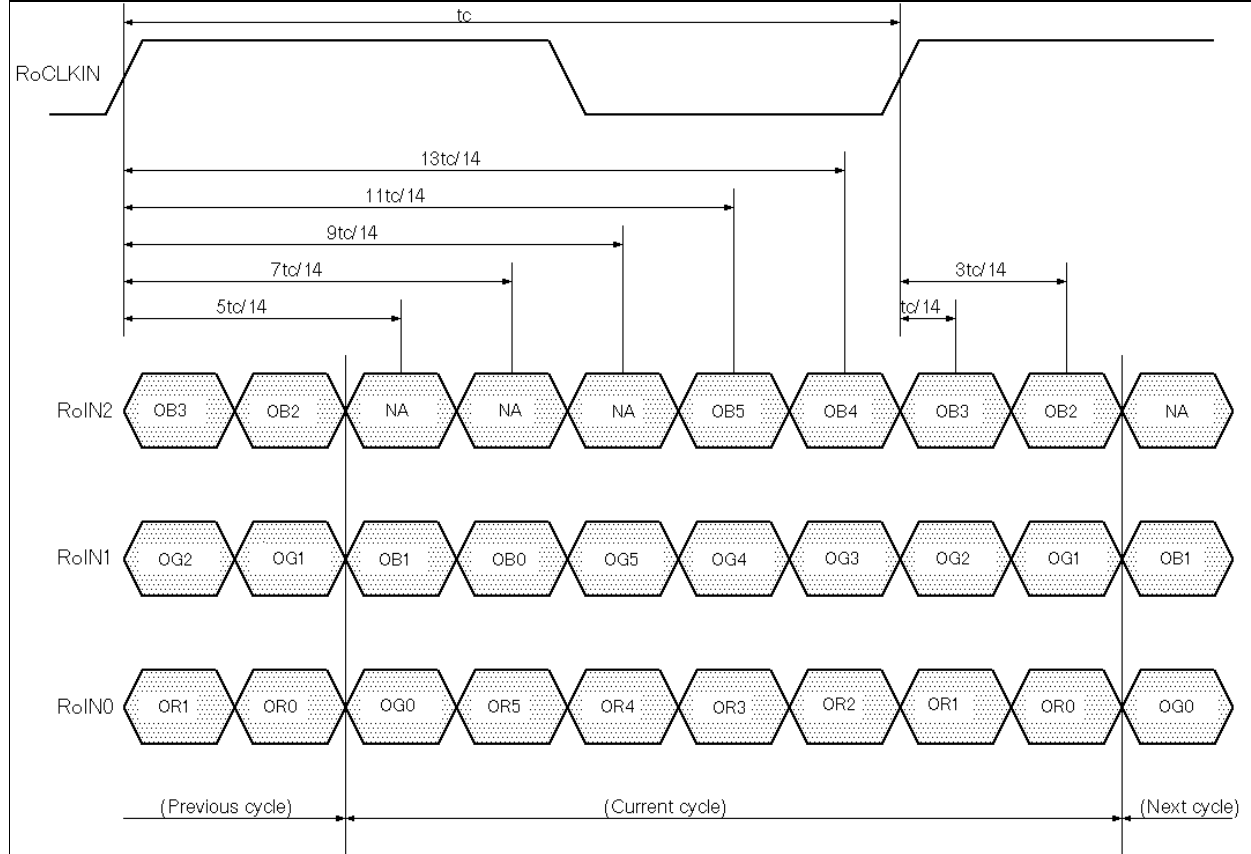 tc
RoCLKIN
13tc/14
11tc/14
9tc/14
7tc/14
3tc/14
5tc/14
tc/14
RoIN2 OB3 OB2 NA NA NA OB5 OB4 OB3 OB2 NA
RoIN1 OG2 OG1 OB1 OB0 OG5 OG4 OG3 OG2 OG1 OB1
RoIN0 OR1 OR0 OG0 OR5 OR4 OR3 OR2 OR1 OR0 OG0
(Previous cycle) (Current cycle) (Next cycle)